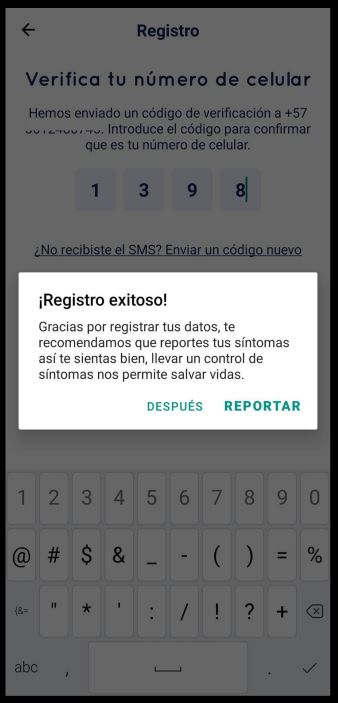 Registro
Verifica tu número de celular
Hemos enviado un código de verificación a +57
. Introduce el código para confirmar
que es tu número de celular.
1 3 9 8
¿No recibiste el SMS? Enviar un código nuevo
¡Registro exitoso!
Gracias por registrar tus datos, te
recomendamos que reportes tus síntomas
así te sientas bien, llevar un control de
síntomas nos permite salvar vidas.
DESPUÉS REPORTAR
1 2 3 4 5 6 7 8 9 0
@ # $ & _ - ( ) = %
{&= " * ' : / ! ? +
abc , .